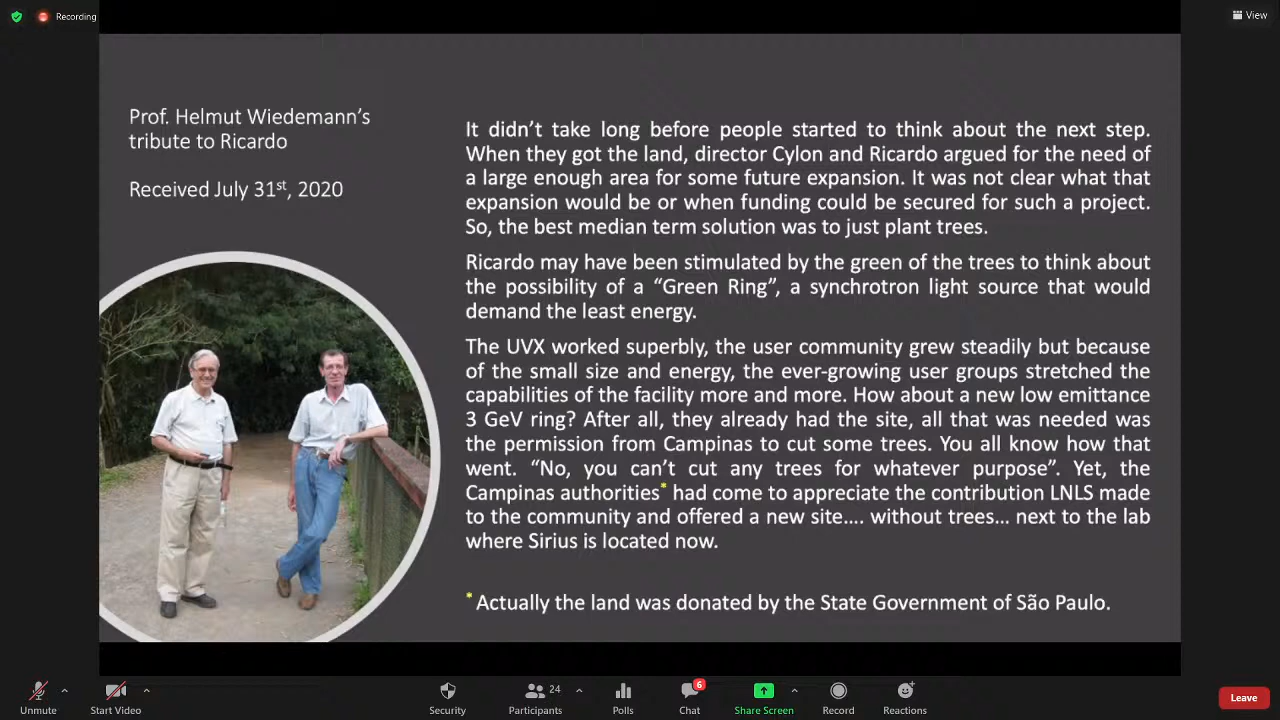 Recording
View
Prof. Helmut Wiedemann’s
tribute to Ricardo
Received July 31st, 2020
It didn’t take long before people started to think about the next step.
When they got the land, director Cylon and Ricardo argued for the need of
a large enough area for some future expansion. It was not clear what that
expansion would be or when funding could be secured for such a project.
So, the best median term solution was to just plant trees.
Ricardo may have been stimulated by the green of the trees to think about
the possibility of a “Green Ring”, a synchrotron light source that would
demand the least energy.
The UVX worked superbly, the user community grew steadily but because
of the small size and energy, the ever-growing user groups stretched the
capabilities of the facility more and more. How about a new low emittance
3 GeV ring? After all, they already had the site, all that was needed was
the permission from Campinas to cut some trees. You all know how that
went. “No, you can’t cut any trees for whatever purpose”. Yet, the
Campinas authorities* had come to appreciate the contribution LNLS made
to the community and offered a new site…. without trees… next to the lab
where Sirius is located now.
* Actually the land was donated by the State Government of São Paulo.
Unmute
Start Video
Security
24
Participants
Polls
6
Chat
Share Screen
Record
Reactions
Leave